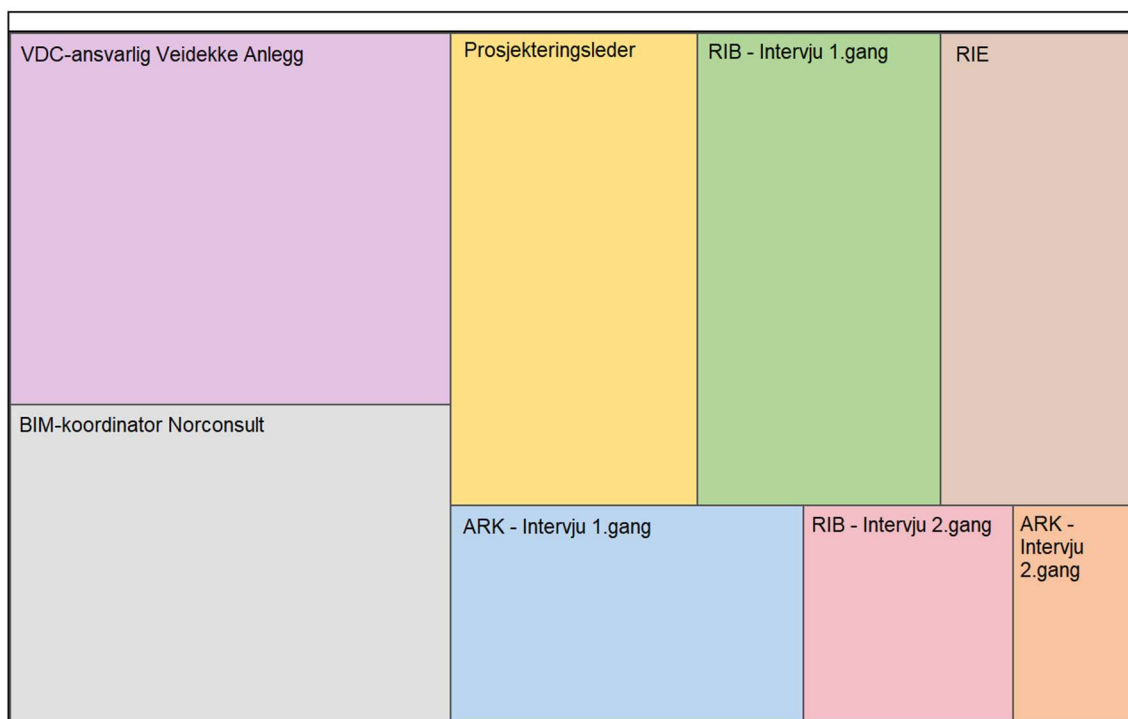 VDC-ansvarlig Veidekke Anlegg
Prosjekteringsleder
RIB - Intervju 1.gang
RIE
BIM-koordinator Norconsult
ARK - Intervju 1.gang
RIB - Intervju 2.gang
ARK -
Intervju
2.gang